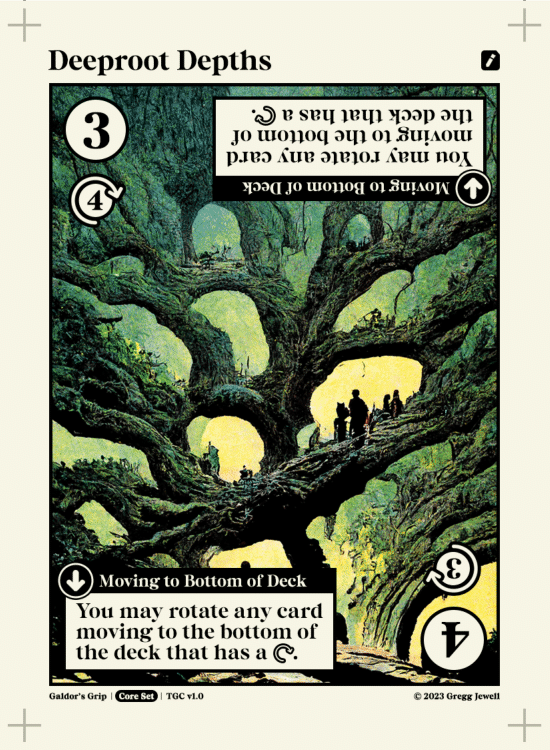 Deeproot Depths
3
4
You may rotate any card
moving to the bottom of
the deck that has a .
Moving to Bottom of Deck
Moving to Bottom of Deck
You may rotate any card
moving to the bottom of
the deck that has a .
3
4
Galdor's Grip | Core Set | TGC v1.0
© 2023 Gregg Jewell